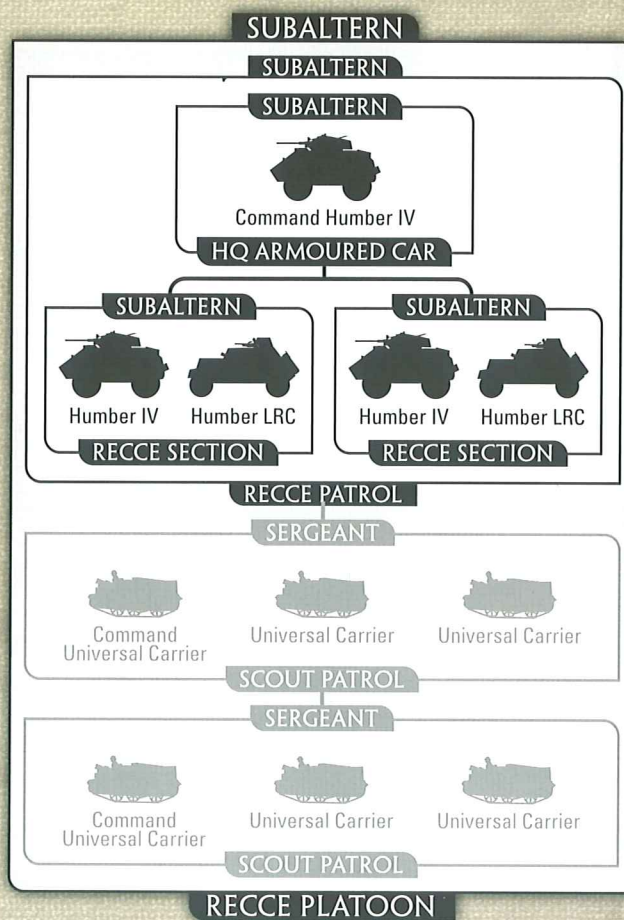 SUBALTERN
SUBALTERN
SUBALTERN
Command Humber IV
HQ ARMOURED CAR
SUBALTERN SUBALTERN
Humber IV Humber LRC Humber IV Humber LRC
RECCE SECTION RECCE SECTION
RECCE PATROL
SERGEANT
Command
Universal Carrier Universal Carrier Universal Carrier
SCOUT PATROL
SERGEANT
Command
Universal Carrier Universal Carrier Universal Carrier
SCOUT PATROL
RECCE PLATOON